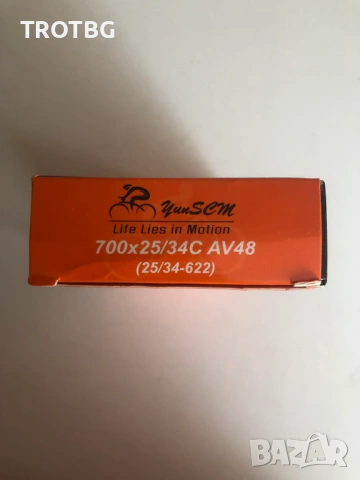 TROTBG
YunSCM
Life Lies in Motion
700x25/34C AV48
(25/34-622)
BAZAR